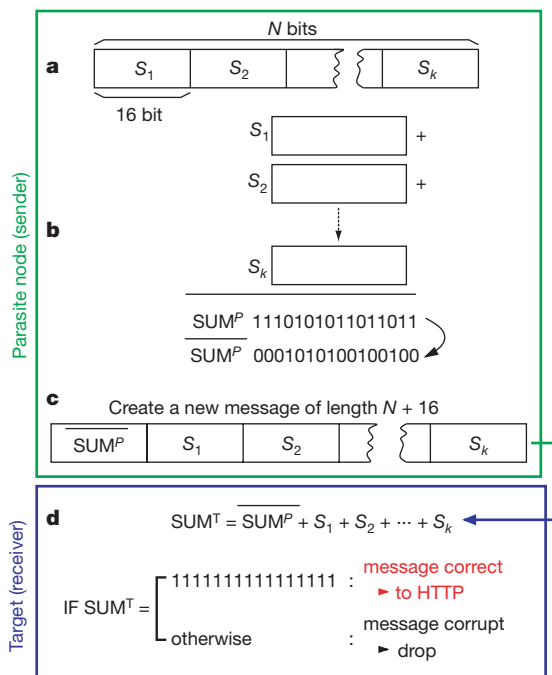 N bits
a
S1 S2 Sk
16 bit
S1 +
S2 +
b
Sk
SUMᴾ 1110101011011011
SUMᴾ 0001010100100100
c
Create a new message of length N + 16
SUMᴾ S1 S2 Sk
Parasite node (sender)
d
SUMᵀ = SUMᴾ + S1 + S2 + ··· + Sk
1111111111111111 : message correct
► to HTTP
IF SUMᵀ =
otherwise : message corrupt
► drop
Target (receiver)